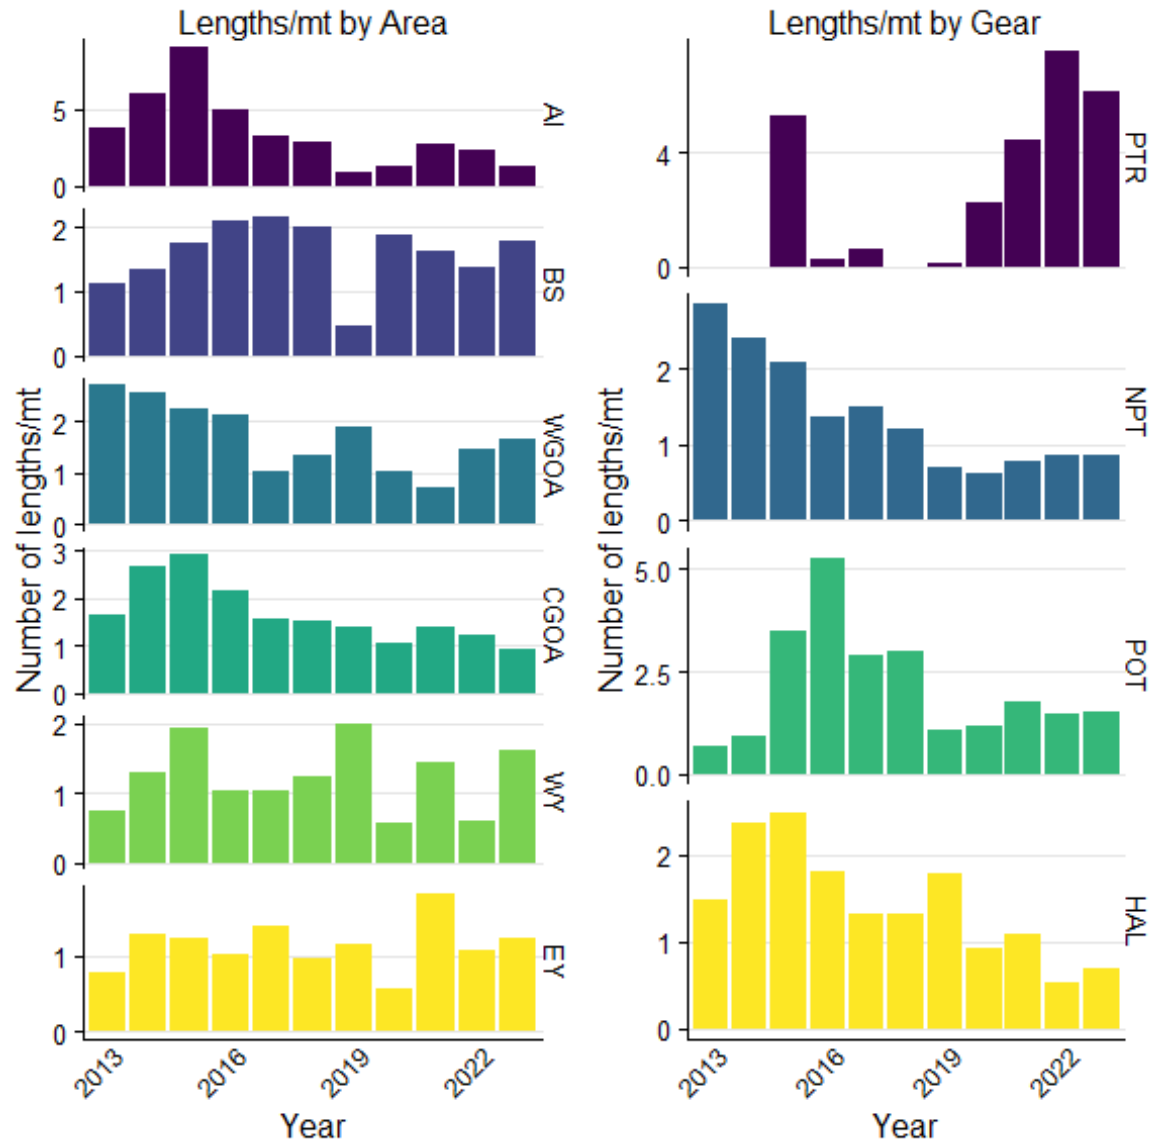 Lengths/mt by Area
Number of lengths/mt
5
0
AI
2
1
0
BS
2
1
0
WGOA
3
2
1
0
CGOA
2
1
0
WY
1
0
EY
2013
2016
2019
2022
Year
Lengths/mt by Gear
Number of lengths/mt
4
0
PTR
2
1
0
NPT
5.0
2.5
0.0
POT
2
1
0
HAL
2013
2016
2019
2022
Year